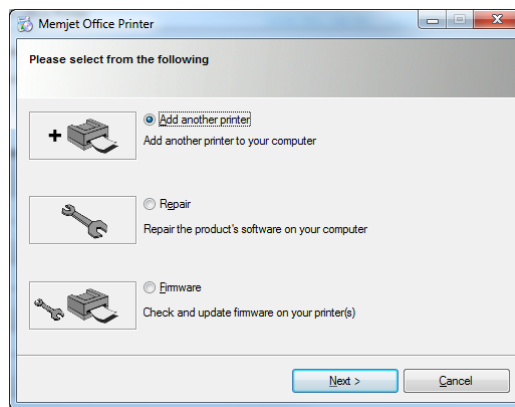 Memjet Office Printer
Please select from the following
Add another printer
Add another printer to your computer
Repair
Repair the product's software on your computer
Firmware
Check and update firmware on your printer(s)
Next >
Cancel